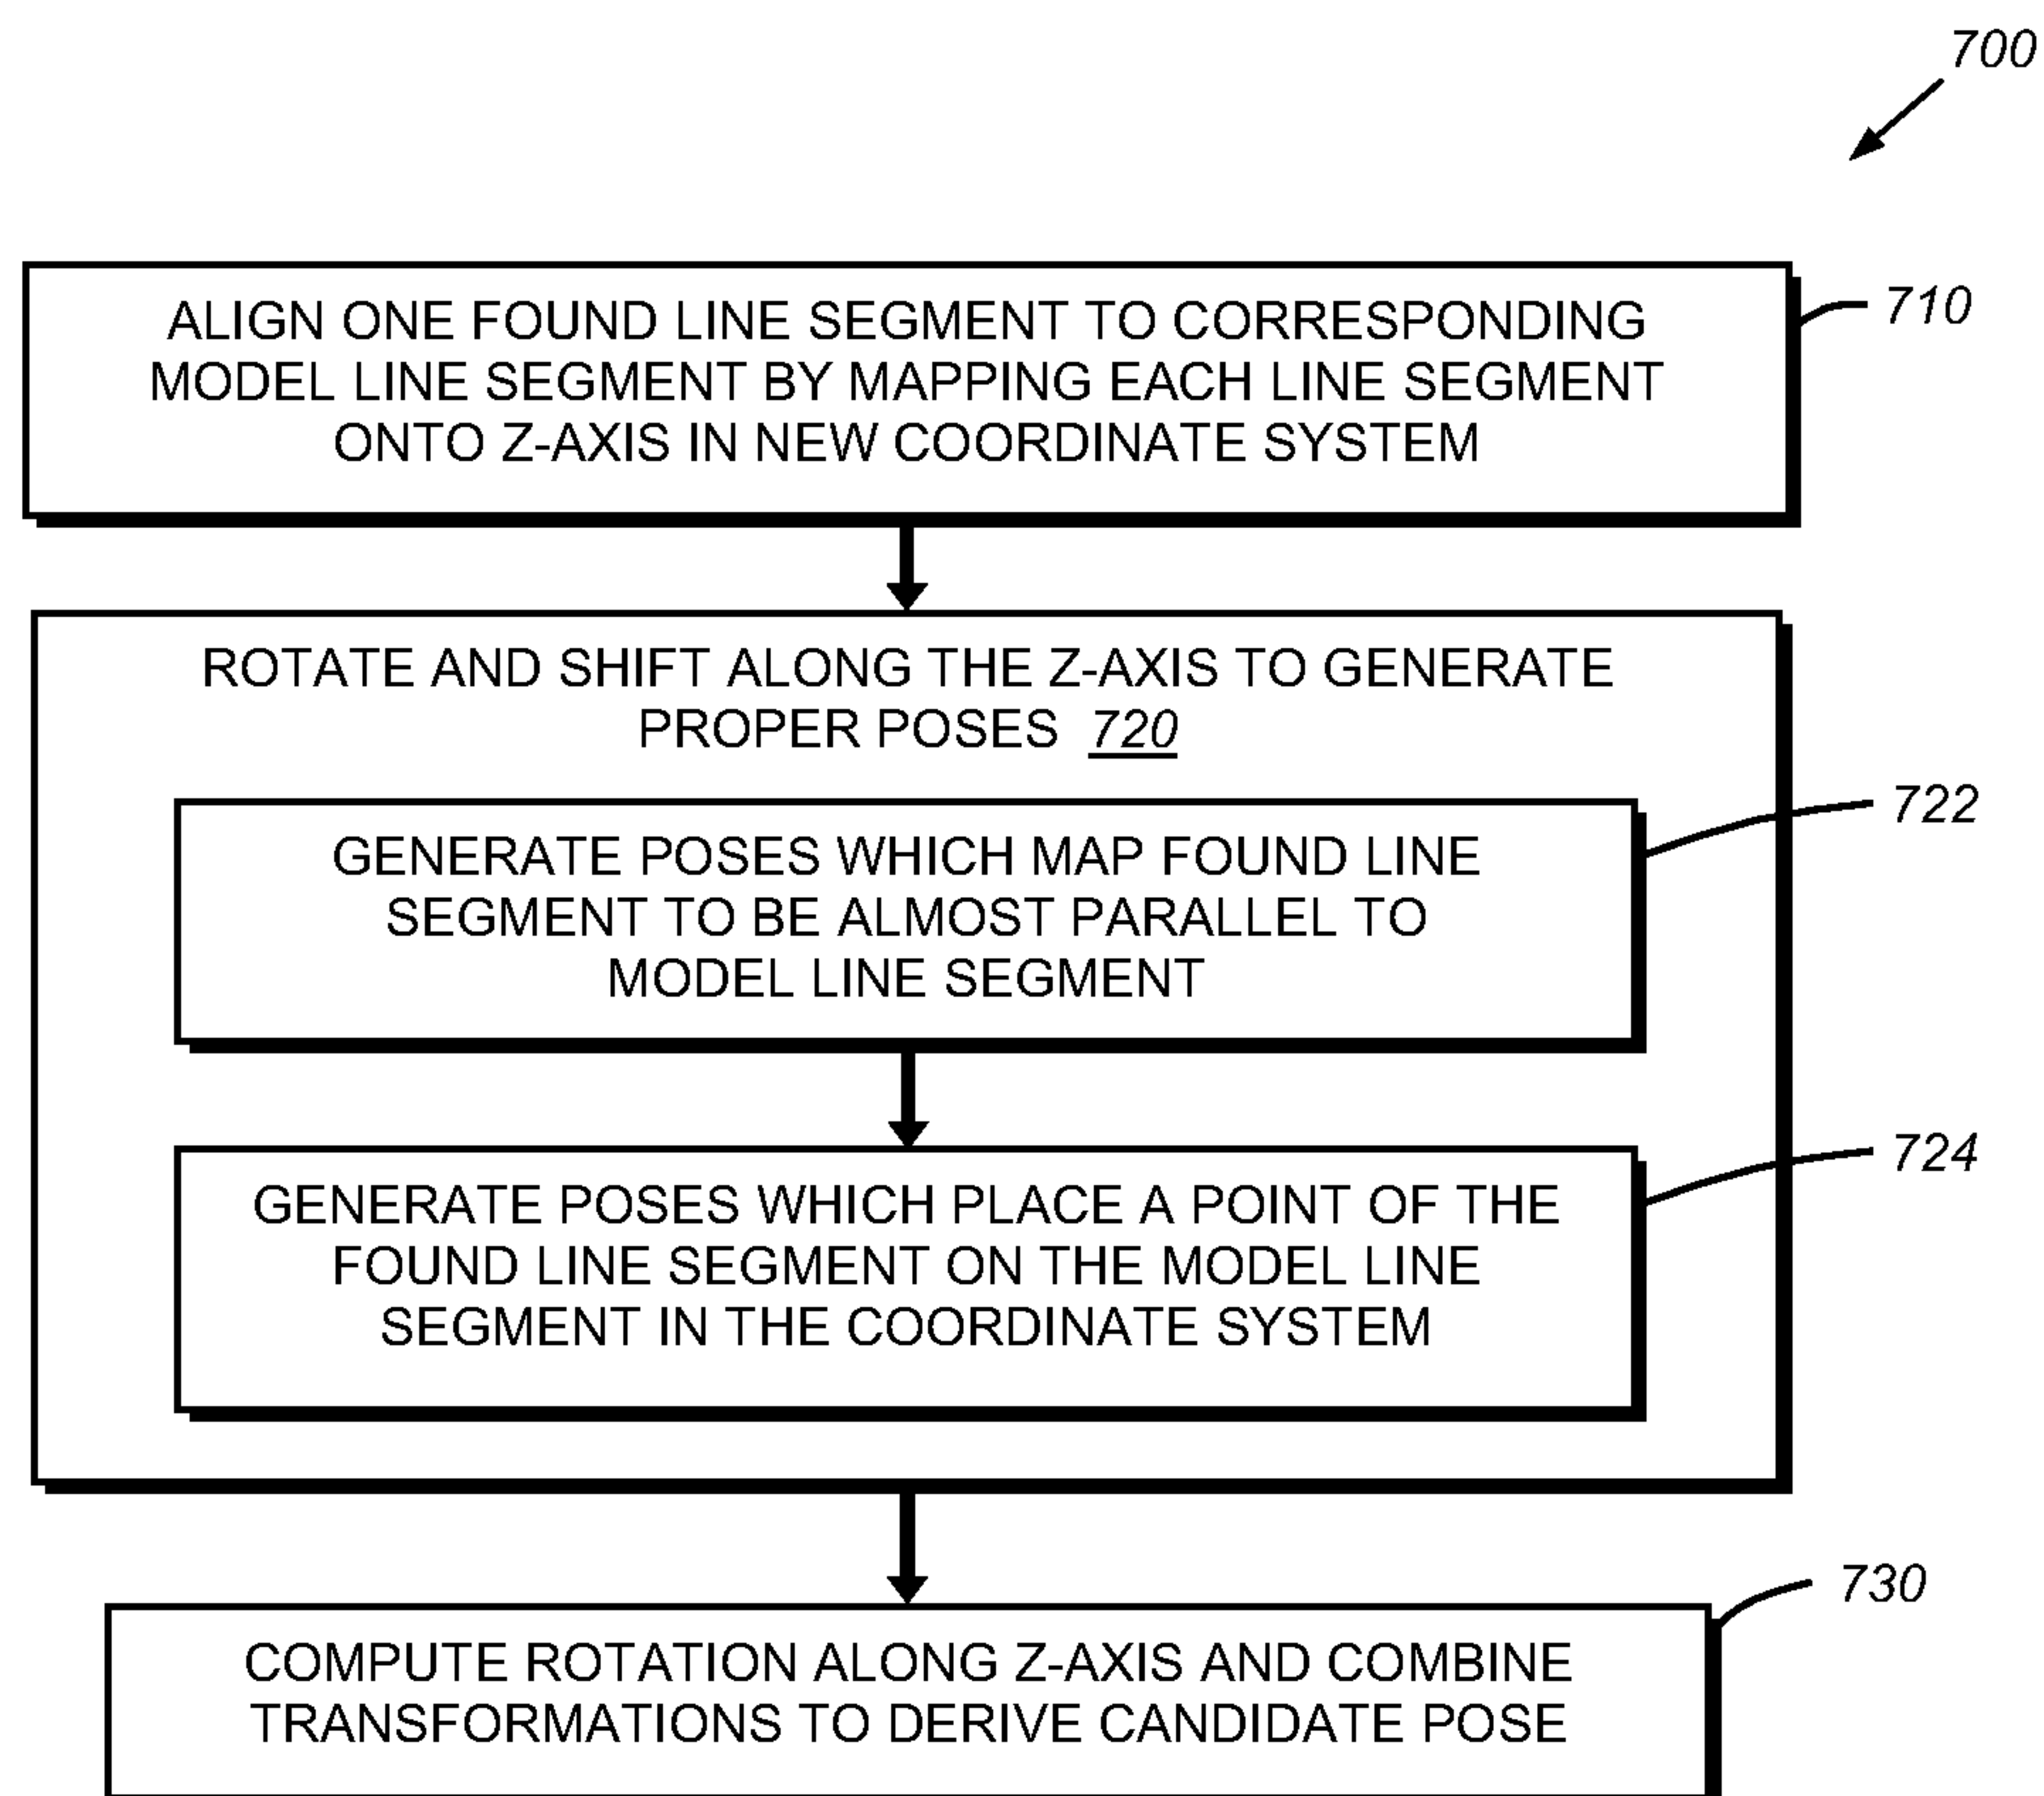 700
ALIGN ONE FOUND LINE SEGMENT TO CORRESPONDING
MODEL LINE SEGMENT BY MAPPING EACH LINE SEGMENT
ONTO Z-AXIS IN NEW COORDINATE SYSTEM
710
ROTATE AND SHIFT ALONG THE Z-AXIS TO GENERATE
PROPER POSES 720
GENERATE POSES WHICH MAP FOUND LINE
SEGMENT TO BE ALMOST PARALLEL TO
MODEL LINE SEGMENT
722
GENERATE POSES WHICH PLACE A POINT OF THE
FOUND LINE SEGMENT ON THE MODEL LINE
SEGMENT IN THE COORDINATE SYSTEM
724
COMPUTE ROTATION ALONG Z-AXIS AND COMBINE
TRANSFORMATIONS TO DERIVE CANDIDATE POSE
730